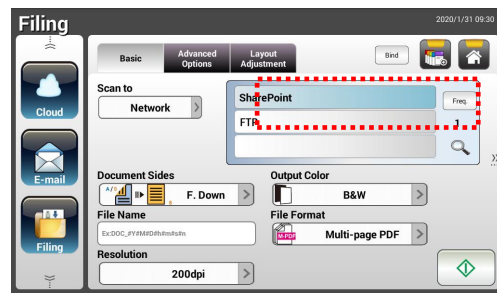 Filing
2020/1/31 09:30
Basic
Advanced
Options
Layout
Adjustment
Bind
Scan to
Network
SharePoint
Freq.
FTP
1
Cloud
E-mail
Filing
Document Sides
A/B
F. Down
Output Color
B&W
File Name
Ex:DOC_#Y#M#D#h#m#s#n
File Format
M-PDF
Multi-page PDF
Resolution
200dpi